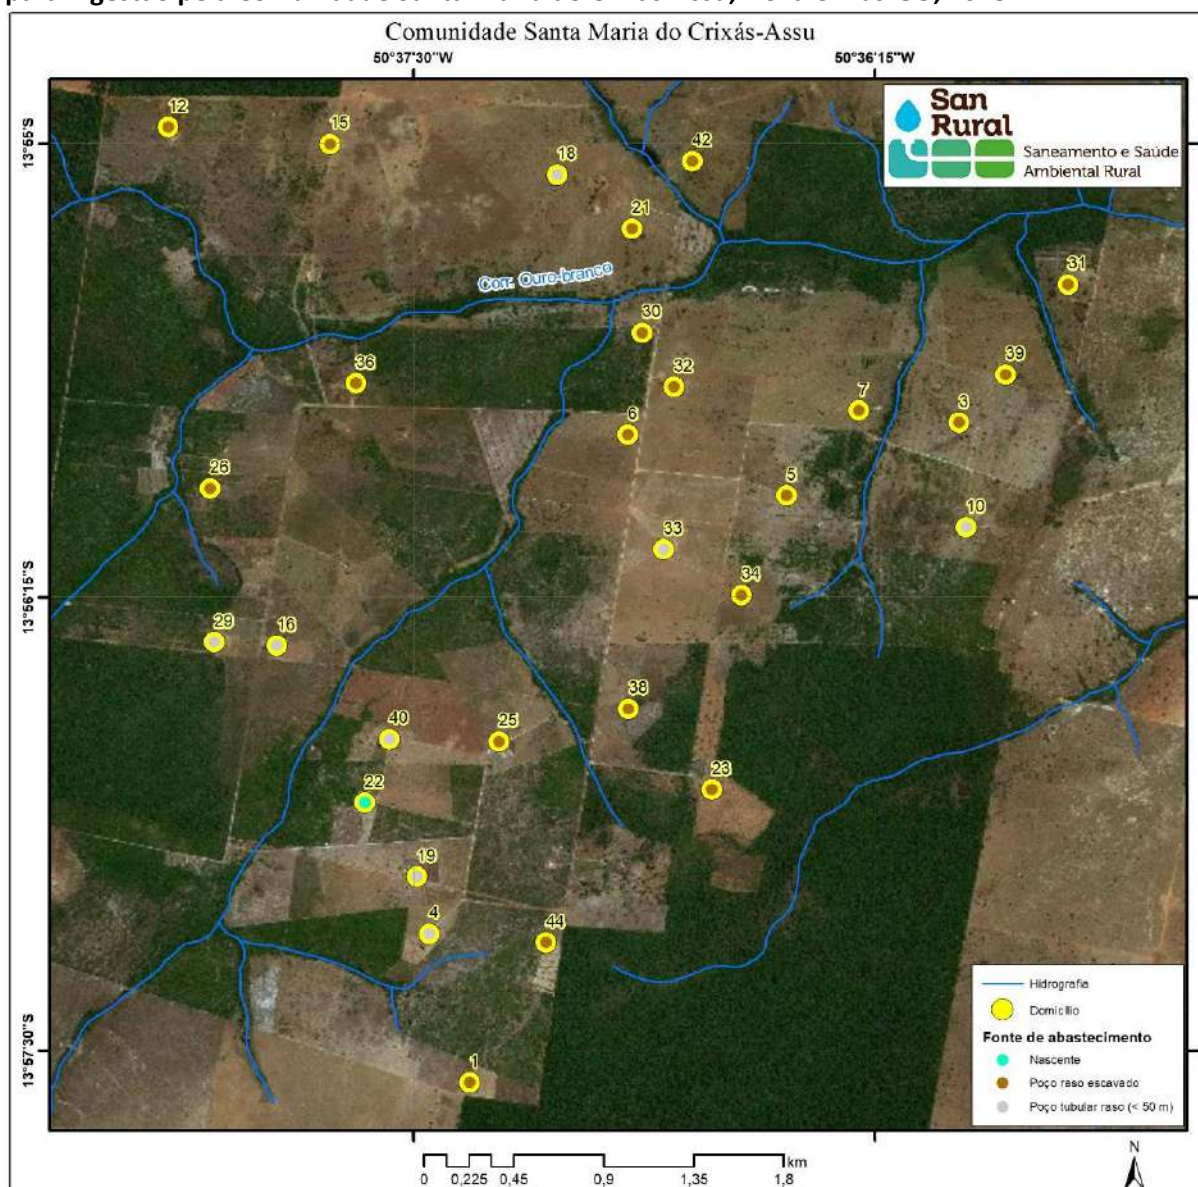 Comunidade Santa Maria do Crixás-Assu
50°37'30"W
50°36'15"W
13°55'S
13°56'15"S
13°57'30"S
San
Rural
Saneamento e Saúde
Ambiental Rural
12
15
18
42
21
31
Corr. Ouro-branco
30
36
32
39
7
3
6
26
5
10
33
34
29
16
38
40
25
22
23
19
4
44
1
Hidrografia
Domicílio
Fonte de abastecimento
Nascente
Poço raso escavado
Poço tubular raso (< 50 m)
N
km
0 0,225 0,45 0,9 1,35 1,8